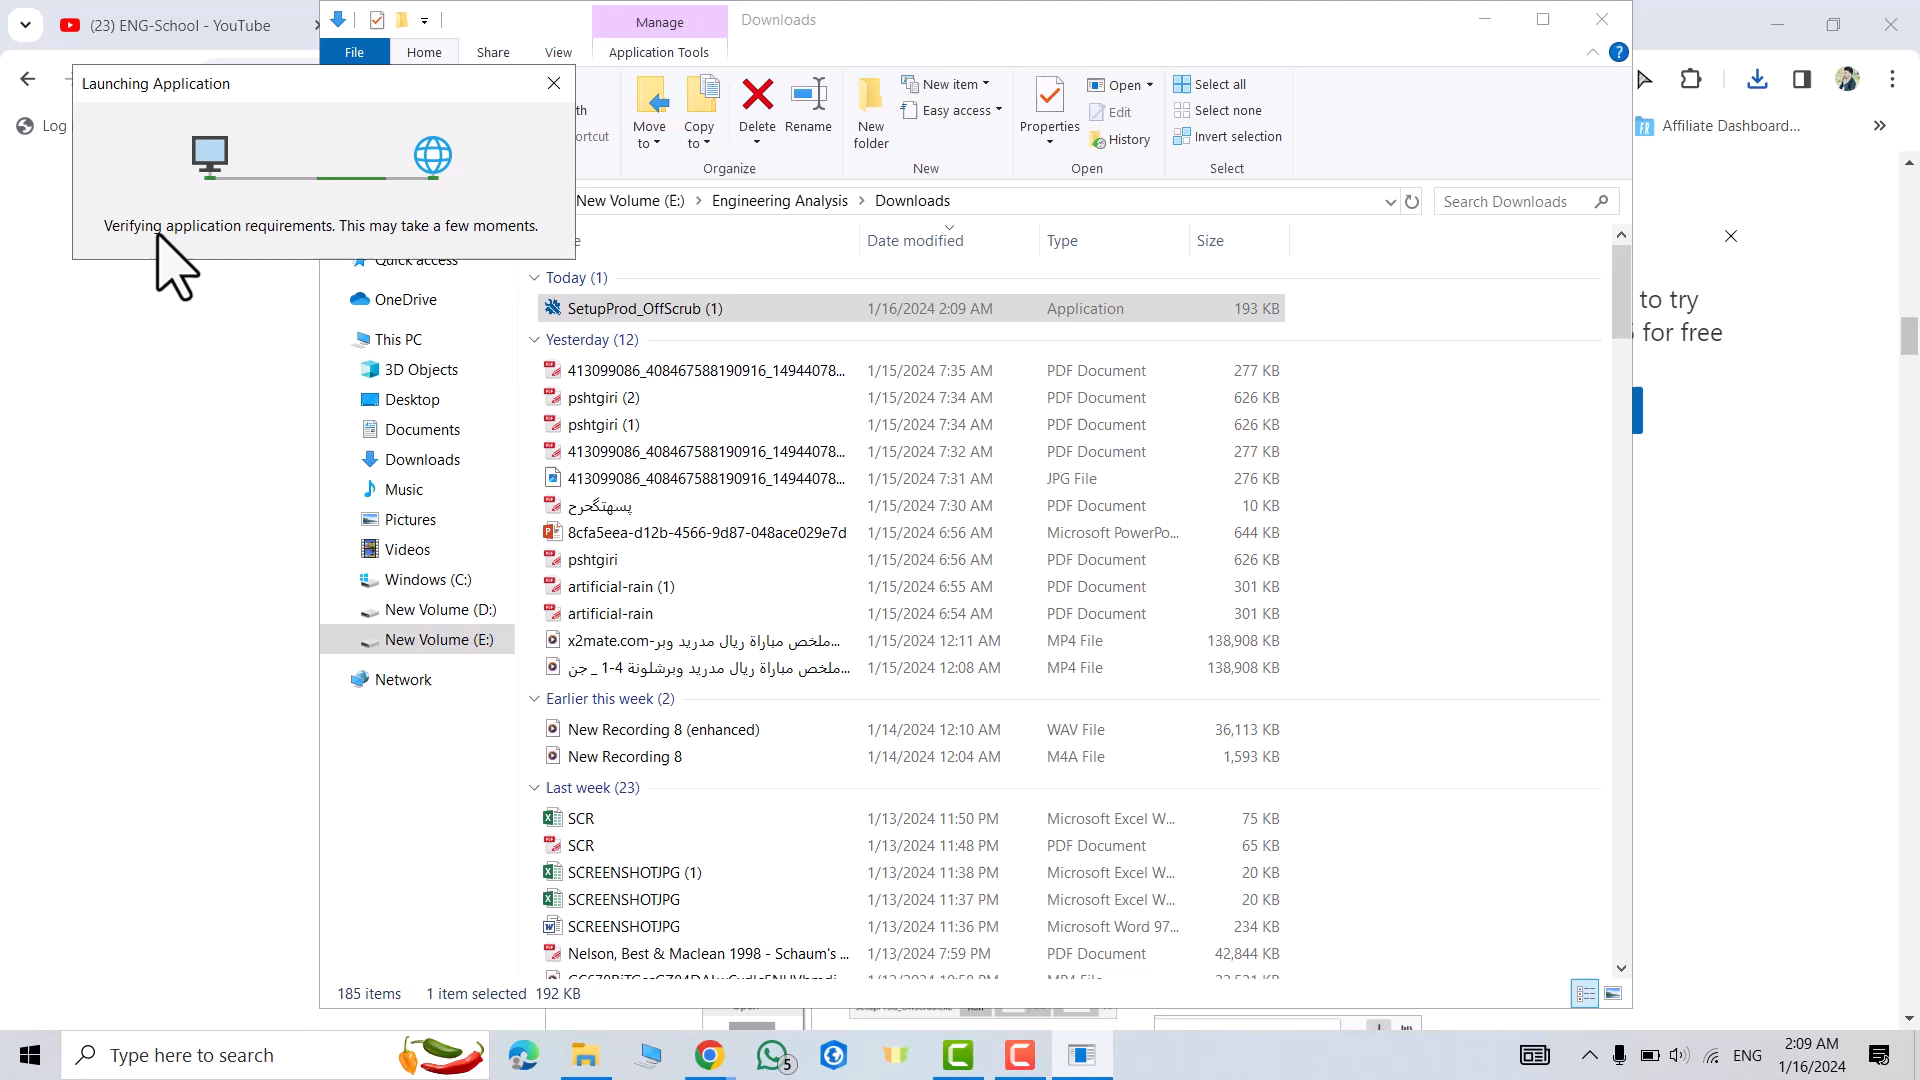 (23) ENG-School - YouTube
Manage
Downloads
File
Home
Share
View
Application Tools
Launching Application
Verifying application requirements. This may take a few moments.
Log
Move to
Copy to
Delete
Rename
Organize
New folder
New item
Easy access
New
Properties
Open
Edit
History
Open
Select all
Select none
Invert selection
Select
Affiliate Dashboard...
New Volume (E:)
Engineering Analysis
Downloads
Search Downloads
Date modified
Type
Size
Quick access
OneDrive
This PC
3D Objects
Desktop
Documents
Downloads
Music
Pictures
Videos
Windows (C:)
New Volume (D:)
New Volume (E:)
Network
Today (1)
SetupProd_OffScrub (1) 1/16/2024 2:09 AM Application 193 KB
Yesterday (12)
413099086_408467588190916_14944078... 1/15/2024 7:35 AM PDF Document 277 KB
pshtgiri (2) 1/15/2024 7:34 AM PDF Document 626 KB
pshtgiri (1) 1/15/2024 7:34 AM PDF Document 626 KB
413099086_408467588190916_14944078... 1/15/2024 7:32 AM PDF Document 277 KB
413099086_408467588190916_14944078... 1/15/2024 7:31 AM JPG File 276 KB
1/15/2024 7:30 AM PDF Document 10 KB
8cfa5eea-d12b-4566-9d87-048ace029e7d 1/15/2024 6:56 AM Microsoft PowerPo... 644 KB
pshtgiri 1/15/2024 6:56 AM PDF Document 626 KB
artificial-rain (1) 1/15/2024 6:55 AM PDF Document 301 KB
artificial-rain 1/15/2024 6:54 AM PDF Document 301 KB
x2mate.com-ملخص مباراة ريال مدريد وبر... 1/15/2024 12:11 AM MP4 File 138,908 KB
ملخص مباراة ريال مدريد وبرشلونة 4-1 _ جن... 1/15/2024 12:08 AM MP4 File 138,908 KB
Earlier this week (2)
New Recording 8 (enhanced) 1/14/2024 12:10 AM WAV File 36,113 KB
New Recording 8 1/14/2024 12:04 AM M4A File 1,593 KB
Last week (23)
SCR 1/13/2024 11:50 PM Microsoft Excel W... 75 KB
SCR 1/13/2024 11:48 PM PDF Document 65 KB
SCREENSHOTJPG (1) 1/13/2024 11:38 PM Microsoft Excel W... 20 KB
SCREENSHOTJPG 1/13/2024 11:37 PM Microsoft Excel W... 20 KB
SCREENSHOTJPG 1/13/2024 11:36 PM Microsoft Word 97... 234 KB
Nelson, Best & Maclean 1998 - Schaum's ... 1/13/2024 7:59 PM PDF Document 42,844 KB
185 items 1 item selected 192 KB
to try
for free
Type here to search
5
ENG
2:09 AM
1/16/2024